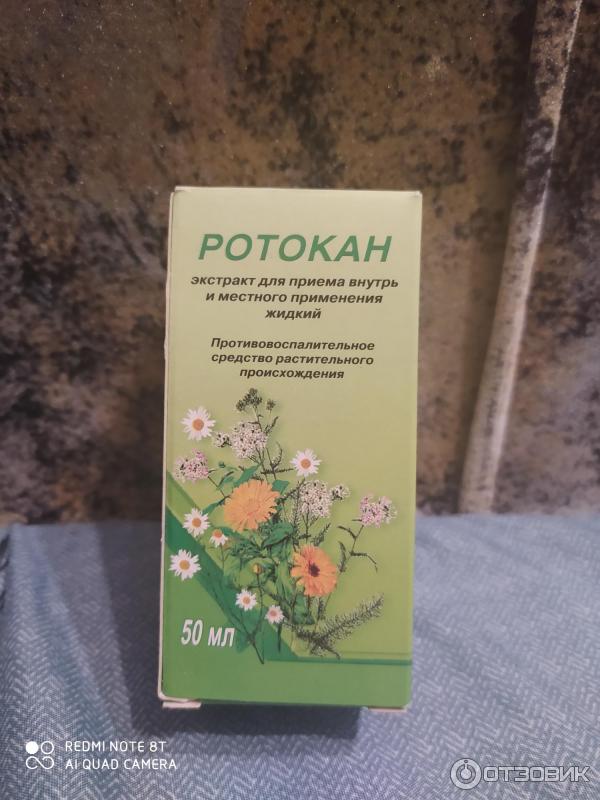 РОТОКАН
экстракт для приема внутрь
и местного применения
жидкий
Противовоспалительное
средство растительного
происхождения
50 мл
REDMI NOTE 8T
AI QUAD CAMERA
ОТЗОВИК